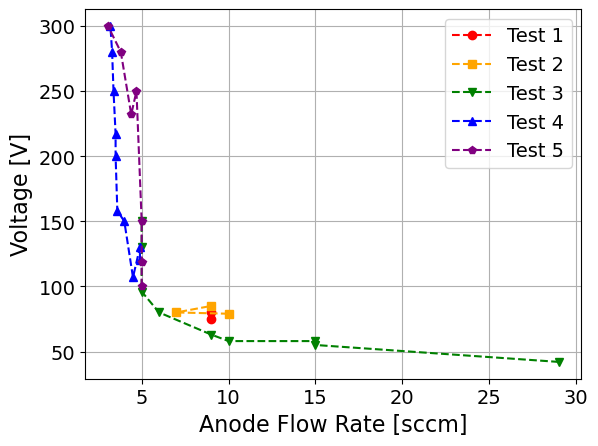 Test 1
Test 2
Test 3
Test 4
Test 5
300
250
200
150
100
50
Voltage [V]
5 10 15 20 25 30
Anode Flow Rate [sccm]